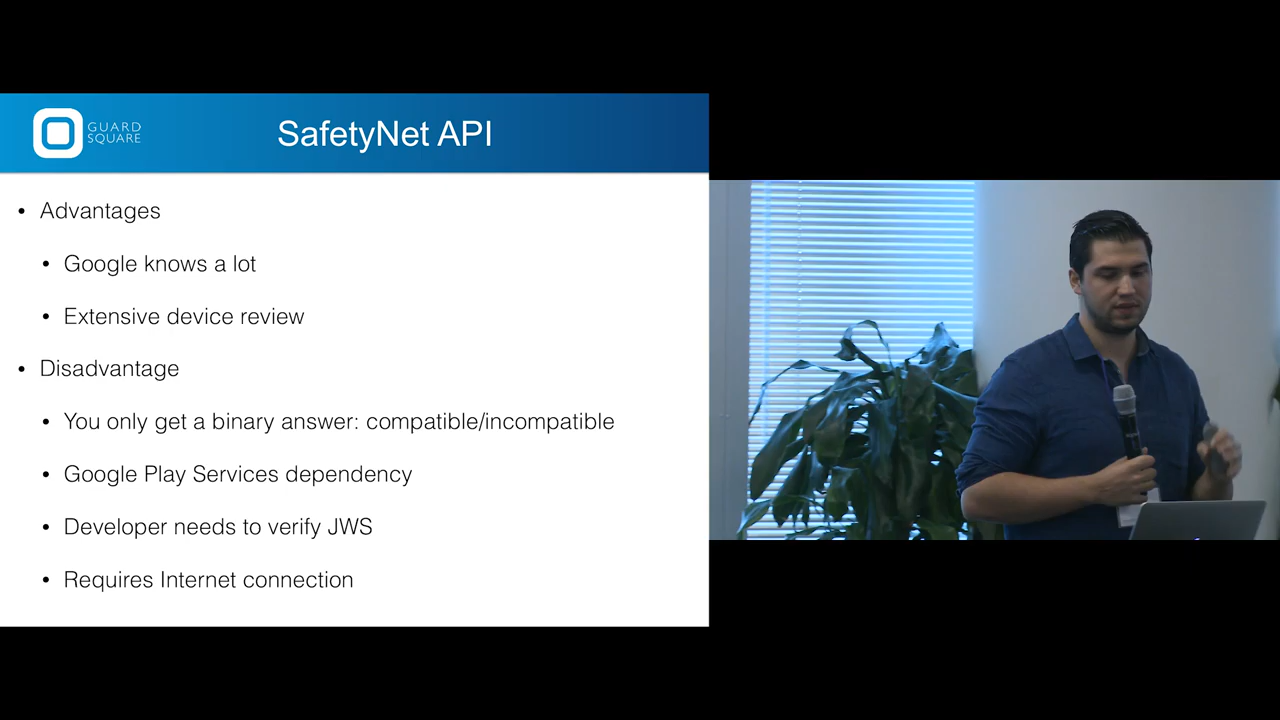 GUARD
SQUARE
SafetyNet API
• Advantages
• Google knows a lot
• Extensive device review
• Disadvantage
• You only get a binary answer: compatible/incompatible
• Google Play Services dependency
• Developer needs to verify JWS
• Requires Internet connection